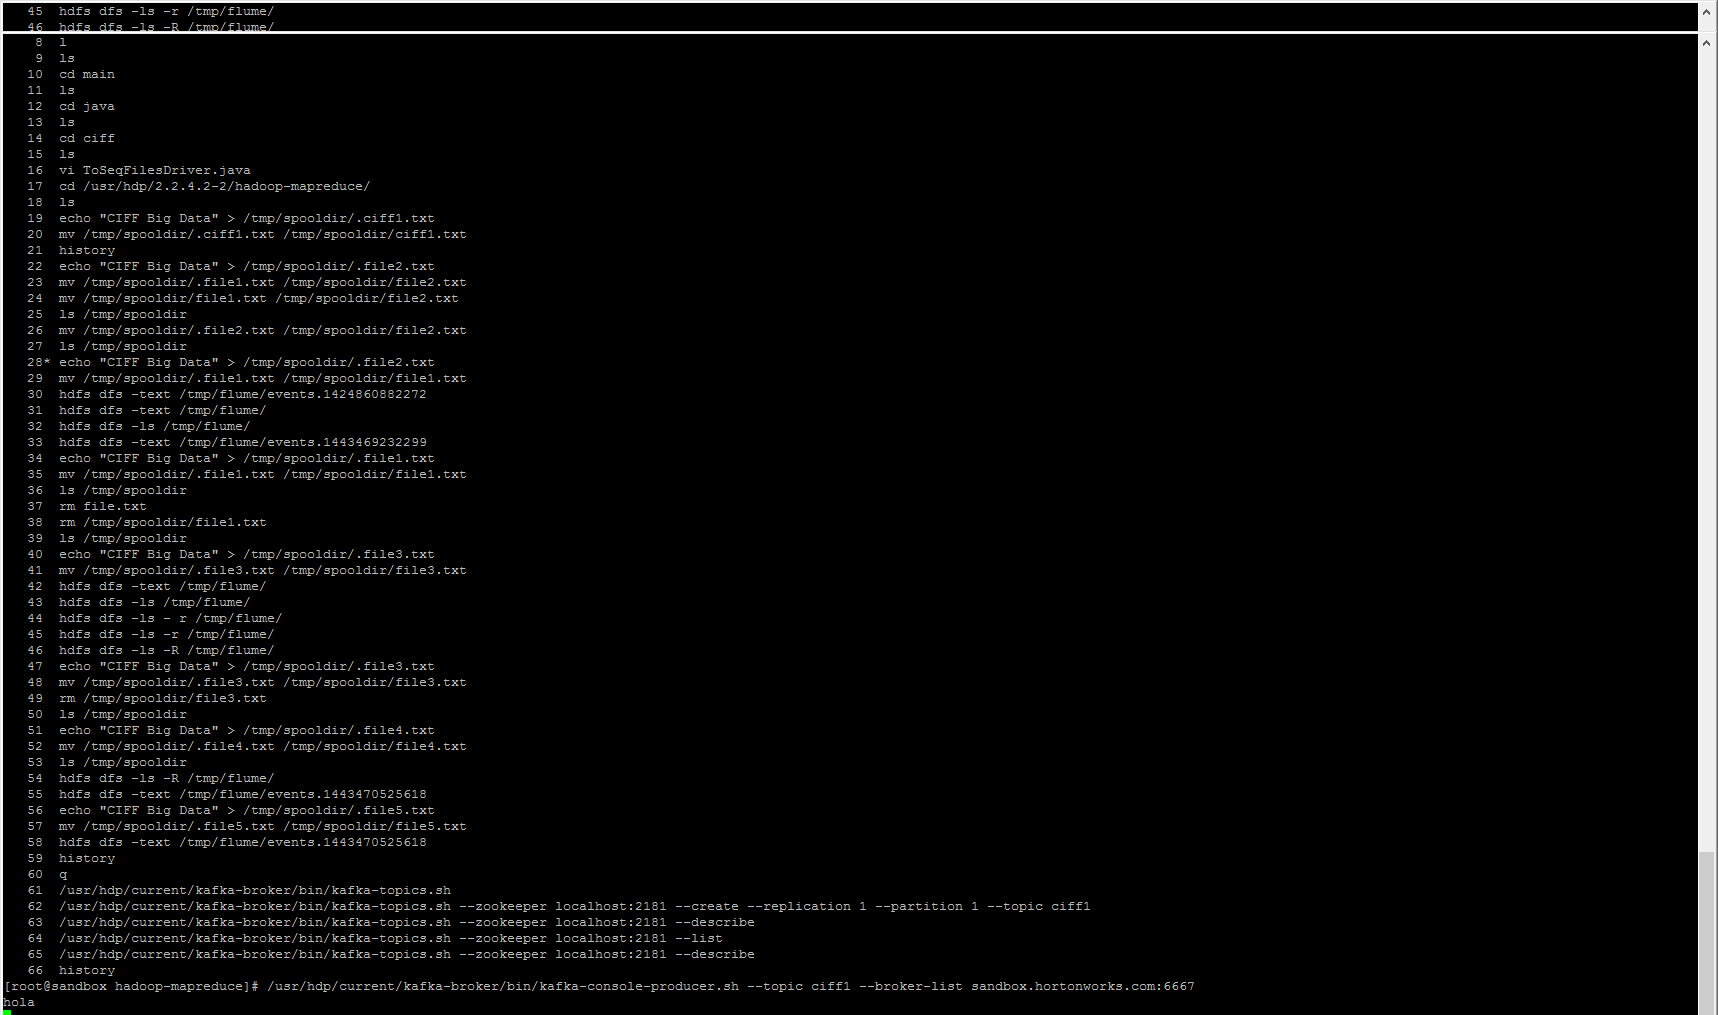 45  hdfs dfs -ls -r /tmp/flume/
46  hdfs dfs -ls -R /tmp/flume/
8  l
9  ls
10  cd main
11  ls
12  cd java
13  ls
14  cd ciff
15  ls
16  vi ToSeqFilesDriver.java
17  cd /usr/hdp/2.2.4.2-2/hadoop-mapreduce/
18  ls
19  echo "CIFF Big Data" > /tmp/spooldir/.ciff1.txt
20  mv /tmp/spooldir/.ciff1.txt /tmp/spooldir/ciff1.txt
21  history
22  echo "CIFF Big Data" > /tmp/spooldir/.file2.txt
23  mv /tmp/spooldir/.file1.txt /tmp/spooldir/file2.txt
24  mv /tmp/spooldir/file1.txt /tmp/spooldir/file2.txt
25  ls /tmp/spooldir
26  mv /tmp/spooldir/.file2.txt /tmp/spooldir/file2.txt
27  ls /tmp/spooldir
28* echo "CIFF Big Data" > /tmp/spooldir/.file2.txt
29  mv /tmp/spooldir/.file1.txt /tmp/spooldir/file1.txt
30  hdfs dfs -text /tmp/flume/events.1424860882272
31  hdfs dfs -text /tmp/flume/
32  hdfs dfs -ls /tmp/flume/
33  hdfs dfs -text /tmp/flume/events.1443469232299
34  echo "CIFF Big Data" > /tmp/spooldir/.file1.txt
35  mv /tmp/spooldir/.file1.txt /tmp/spooldir/file1.txt
36  ls /tmp/spooldir
37  rm file.txt
38  rm /tmp/spooldir/file1.txt
39  ls /tmp/spooldir
40  echo "CIFF Big Data" > /tmp/spooldir/.file3.txt
41  mv /tmp/spooldir/.file3.txt /tmp/spooldir/file3.txt
42  hdfs dfs -text /tmp/flume/
43  hdfs dfs -ls /tmp/flume/
44  hdfs dfs -ls - r /tmp/flume/
45  hdfs dfs -ls -r /tmp/flume/
46  hdfs dfs -ls -R /tmp/flume/
47  echo "CIFF Big Data" > /tmp/spooldir/.file3.txt
48  mv /tmp/spooldir/.file3.txt /tmp/spooldir/file3.txt
49  rm /tmp/spooldir/file3.txt
50  ls /tmp/spooldir
51  echo "CIFF Big Data" > /tmp/spooldir/.file4.txt
52  mv /tmp/spooldir/.file4.txt /tmp/spooldir/file4.txt
53  ls /tmp/spooldir
54  hdfs dfs -ls -R /tmp/flume/
55  hdfs dfs -text /tmp/flume/events.1443470525618
56  echo "CIFF Big Data" > /tmp/spooldir/.file5.txt
57  mv /tmp/spooldir/.file5.txt /tmp/spooldir/file5.txt
58  hdfs dfs -text /tmp/flume/events.1443470525618
59  history
60  q
61  /usr/hdp/current/kafka-broker/bin/kafka-topics.sh
62  /usr/hdp/current/kafka-broker/bin/kafka-topics.sh --zookeeper localhost:2181 --create --replication 1 --partition 1 --topic ciff1
63  /usr/hdp/current/kafka-broker/bin/kafka-topics.sh --zookeeper localhost:2181 --describe
64  /usr/hdp/current/kafka-broker/bin/kafka-topics.sh --zookeeper localhost:2181 --list
65  /usr/hdp/current/kafka-broker/bin/kafka-topics.sh --zookeeper localhost:2181 --describe
66  history
[root@sandbox hadoop-mapreduce]# /usr/hdp/current/kafka-broker/bin/kafka-console-producer.sh --topic ciff1 --broker-list sandbox.hortonworks.com:6667
hola